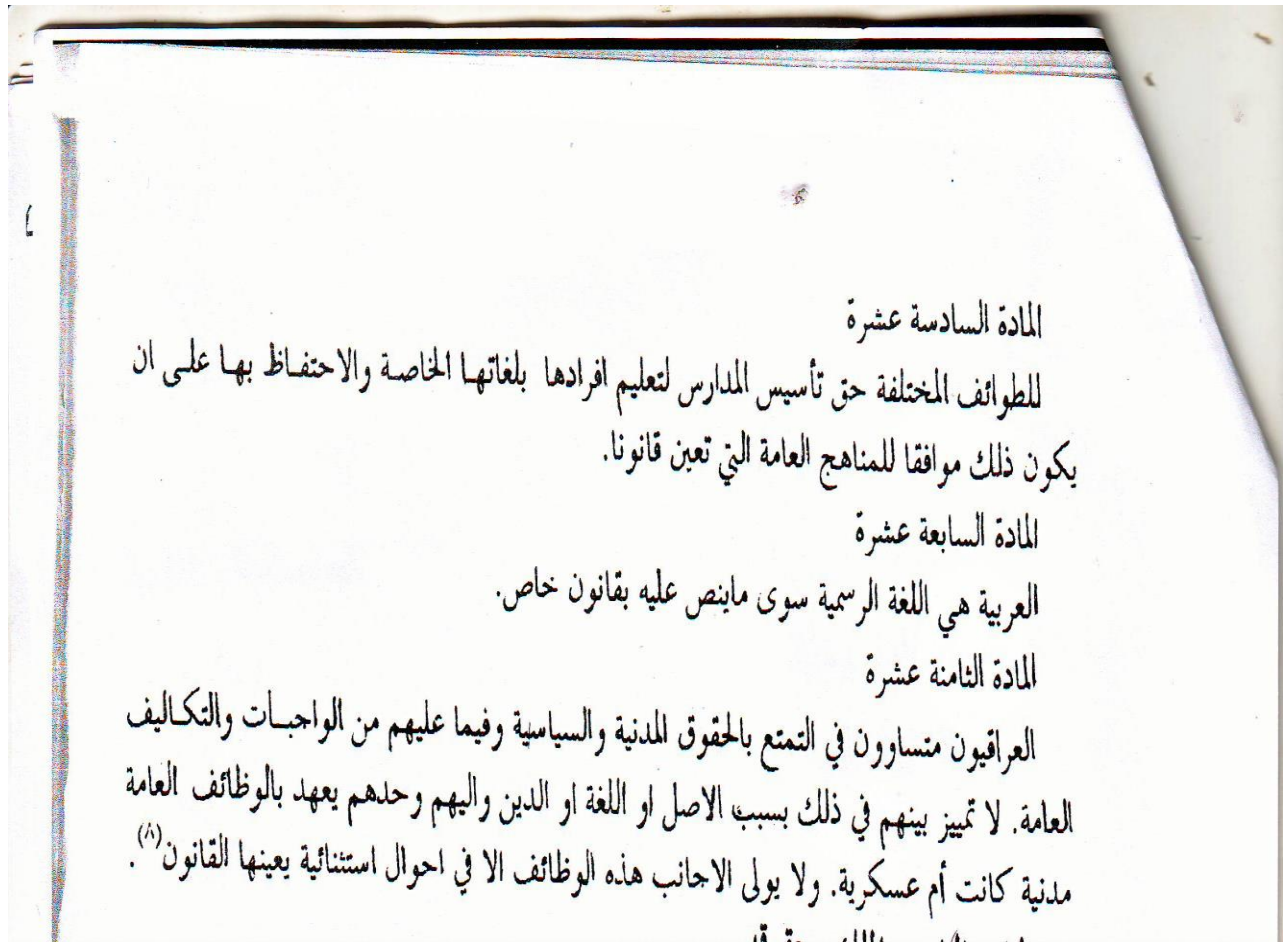 المادة السادسة عشرة
للطوائف المختلفة حق تأسيس المدارس لتعليم افرادها بلغاتها الخاصة والاحتفاظ بها على ان
يكون ذلك موافقا للمناهج العامة التي تعين قانونا.
المادة السابعة عشرة
العربية هي اللغة الرسمية سوى ماينص عليه بقانون خاص.
المادة الثامنة عشرة
العراقيون متساوون في التمتع بالحقوق المدنية والسياسية وفيما عليهم من الواجبات والتكاليف
العامة. لا تمييز بينهم في ذلك بسبب الاصل او اللغة او الدين واليهم وحدهم يعهد بالوظائف العامة
مدنية كانت أم عسكرية. ولا يولى الاجانب هذه الوظائف الا في احوال استثنائية يعينها القانون(٨).